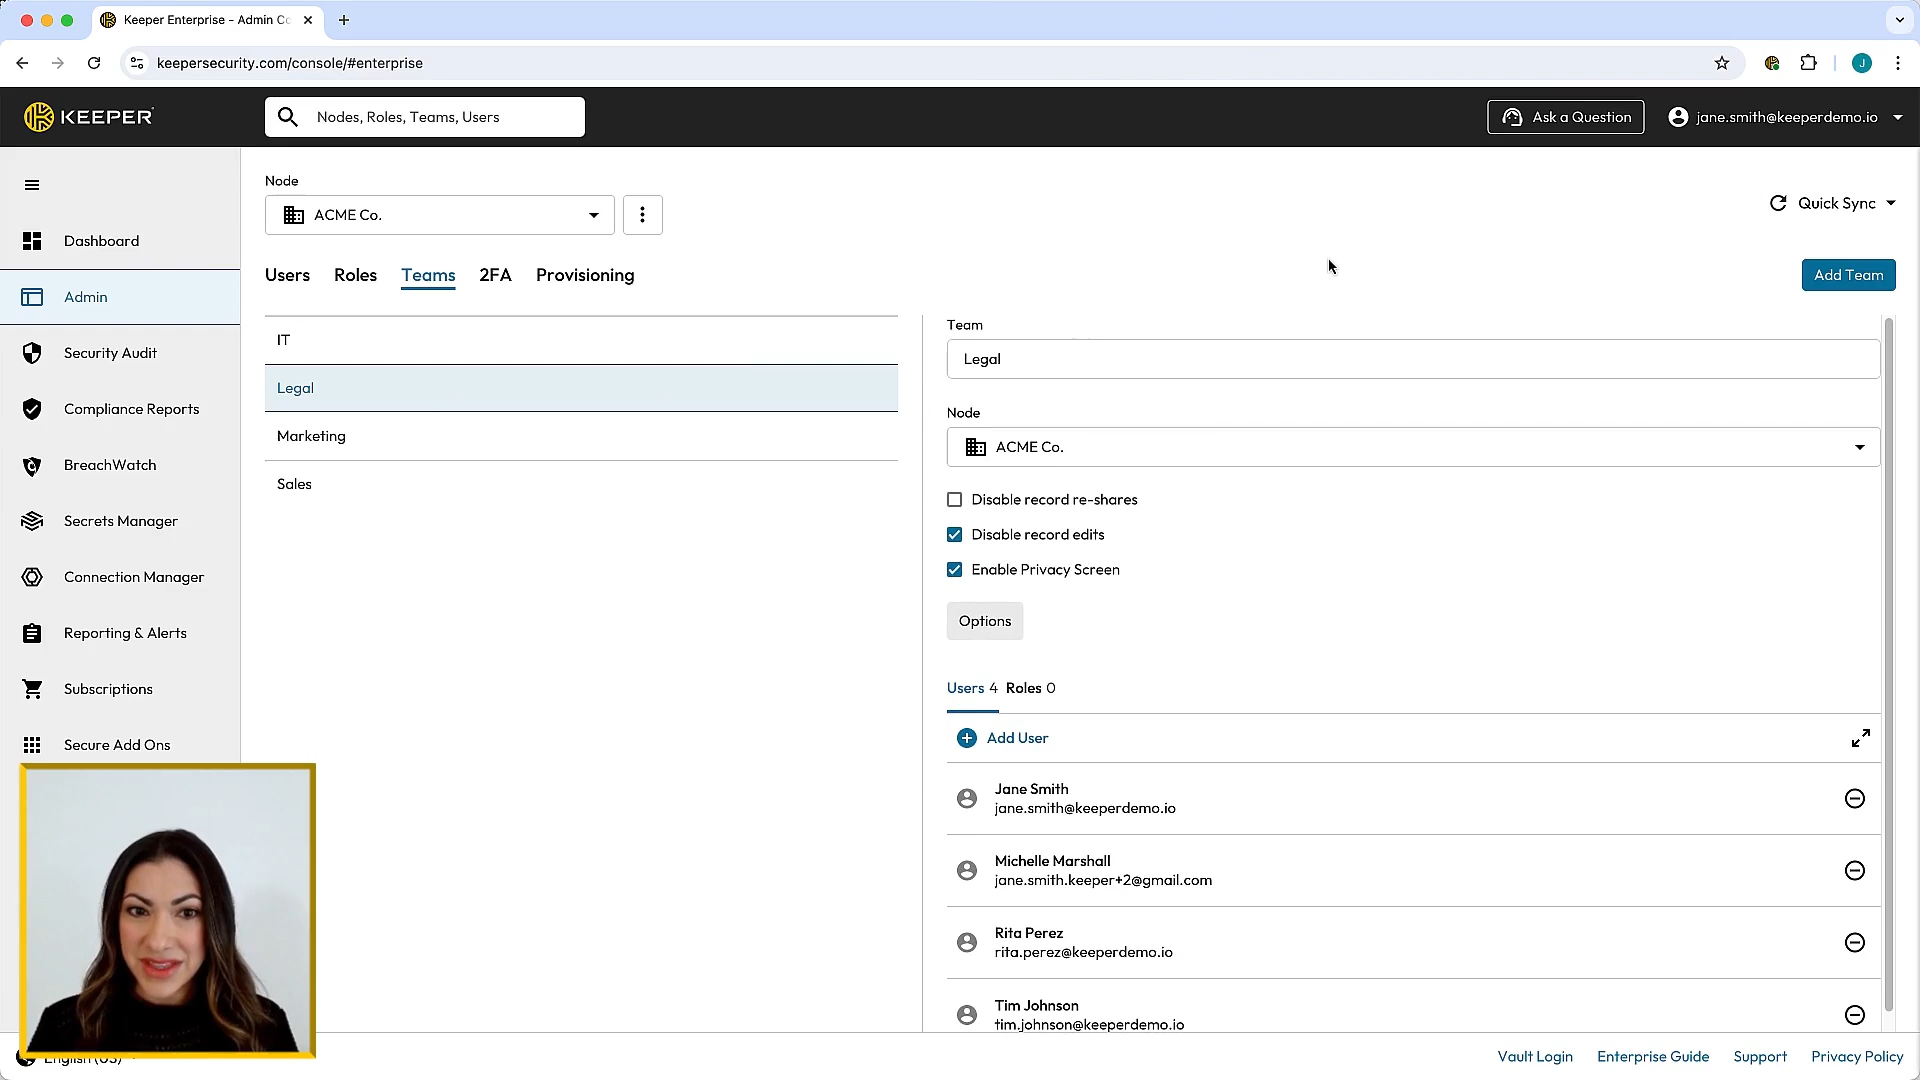 Keeper Enterprise - Admin Co
keepersecurity.com/console/#enterprise
J
KEEPER
Nodes, Roles, Teams, Users
Ask a Question
jane.smith@keeperdemo.io
Node
ACME Co.
Quick Sync
Dashboard
Admin
Security Audit
Compliance Reports
BreachWatch
Secrets Manager
Connection Manager
Reporting & Alerts
Subscriptions
Secure Add Ons
English (US)
Users
Roles
Teams
2FA
Provisioning
Add Team
IT
Legal
Marketing
Sales
Team
Legal
Node
ACME Co.
Disable record re-shares
Disable record edits
Enable Privacy Screen
Options
Users 4 Roles 0
Add User
Jane Smith
jane.smith@keeperdemo.io
Michelle Marshall
jane.smith.keeper+2@gmail.com
Rita Perez
rita.perez@keeperdemo.io
Tim Johnson
tim.johnson@keeperdemo.io
Vault Login
Enterprise Guide
Support
Privacy Policy